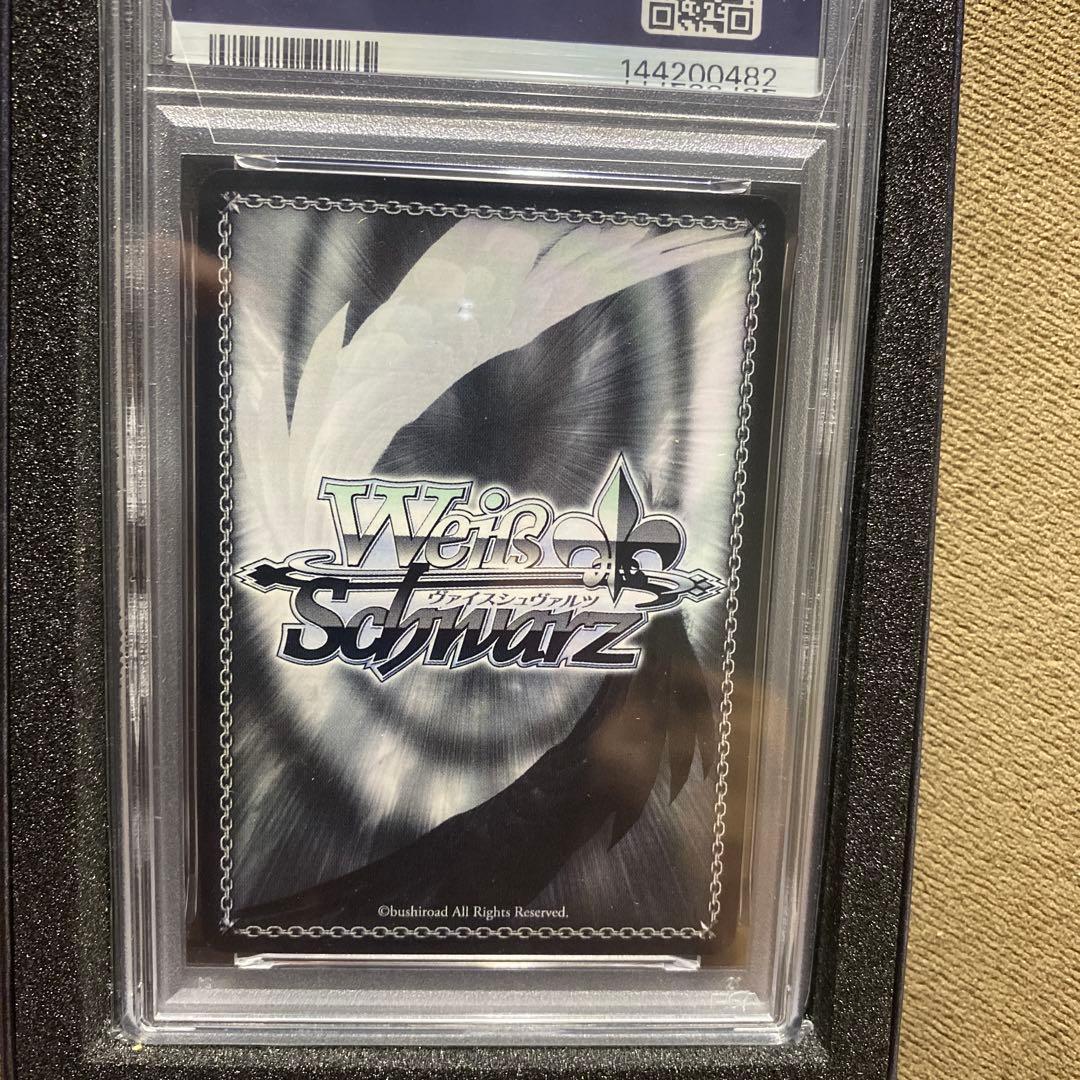 144200482
Weiß
ヴァイスシュヴァルツ
Schwarz
©bushiroad All Rights Reserved.